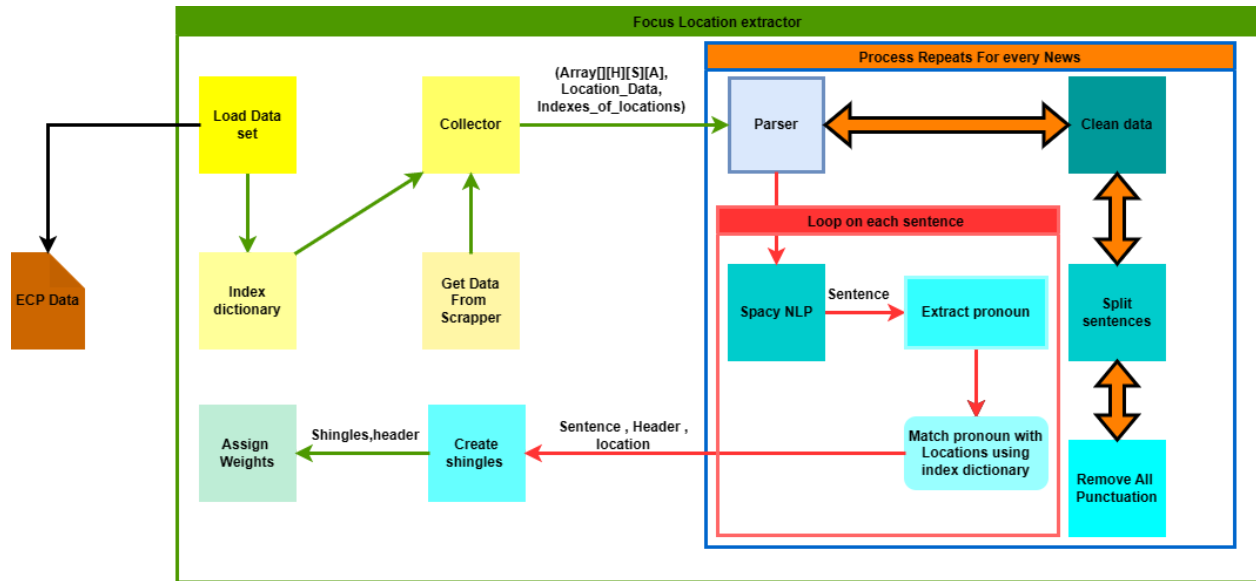 Focus Location extractor
Process Repeats For every News
(Array[][H][S][A],
Location_Data,
Indexes_of_locations)
Load Data
set
Collector
Parser
Clean data
Loop on each sentence
ECP Data
Index
dictionary
Get Data
From
Scrapper
Spacy NLP
Sentence
Extract pronoun
Split
sentences
Assign
Weights
Shingles,header
Create
shingles
Sentence , Header ,
location
Match pronoun with
Locations using
index dictionary
Remove All
Punctuation